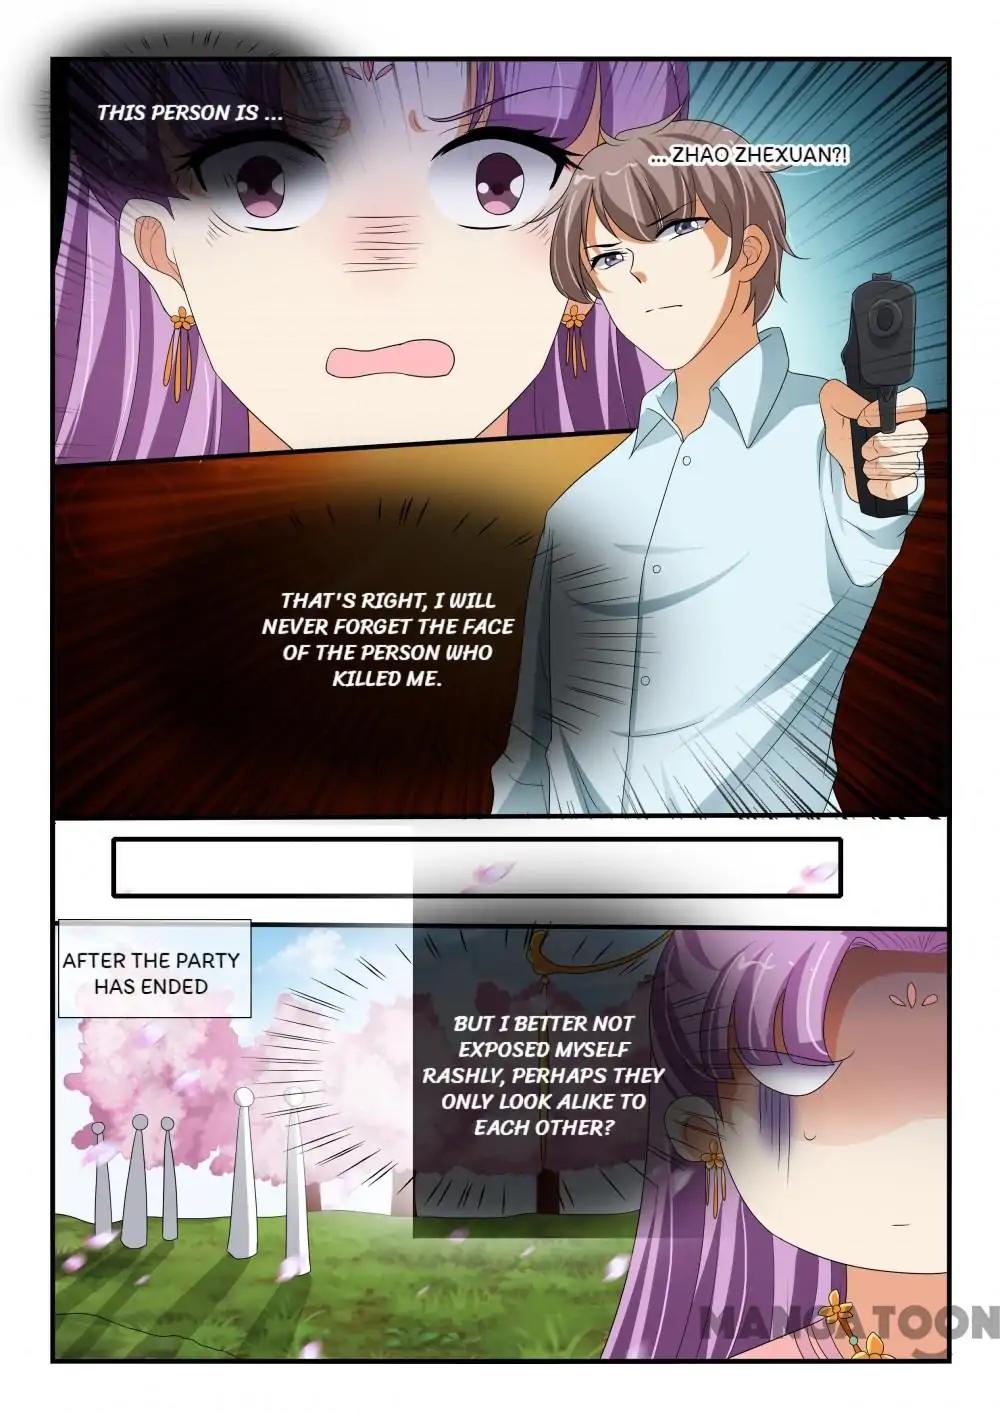 THIS PERSON IS ...
... ZHAO ZHEXUAN?!
THAT'S RIGHT, I WILL
NEVER FORGET THE FACE
OF THE PERSON WHO
KILLED ME.
AFTER THE PARTY
HAS ENDED
BUT I BETTER NOT
EXPOSED MYSELF
RASHLY, PERHAPS THEY
ONLY LOOK ALIKE TO
EACH OTHER?
MANGATOON